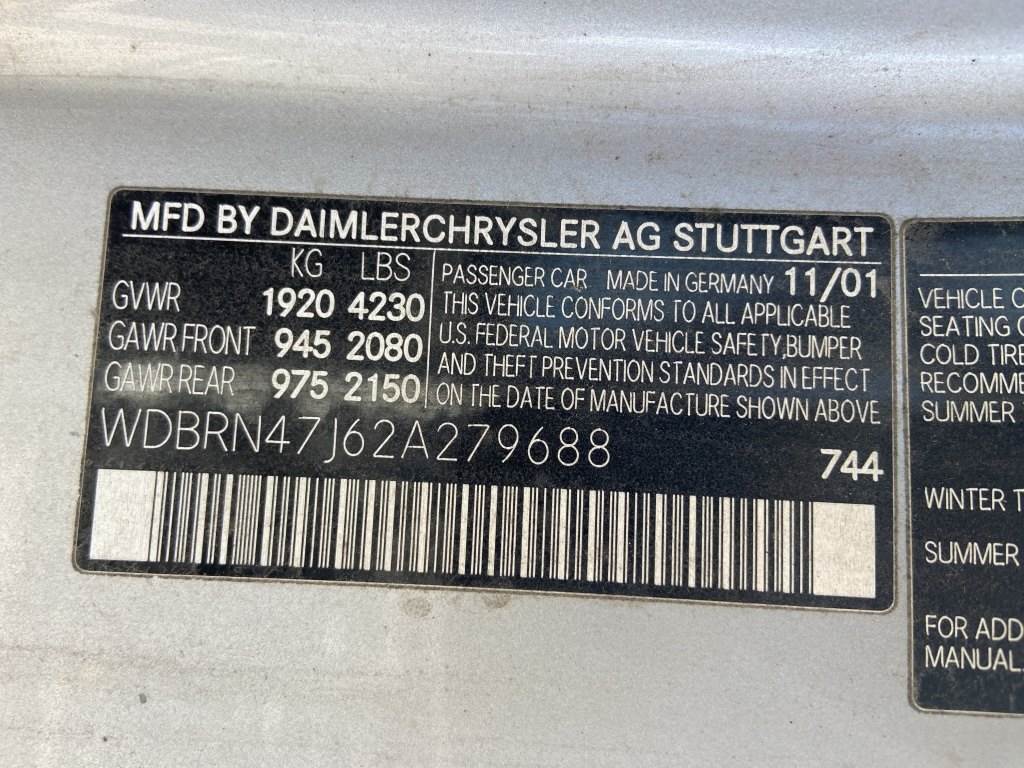 MFD BY DAIMLERCHRYSLER AG STUTTGART
KG LBS
GVWR 1920 4230
GAWR FRONT 945 2080
GAWR REAR 975 2150
PASSENGER CAR MADE IN GERMANY 11/01
THIS VEHICLE CONFORMS TO ALL APPLICABLE
U.S. FEDERAL MOTOR VEHICLE SAFETY,BUMPER
AND THEFT PREVENTION STANDARDS IN EFFECT
ON THE DATE OF MANUFACTURE SHOWN ABOVE
WDBRN47J62A279688
744
VEHICLE
SEATING
COLD
SUMMER
WINTER
SUMMER
FOR
MANUAL